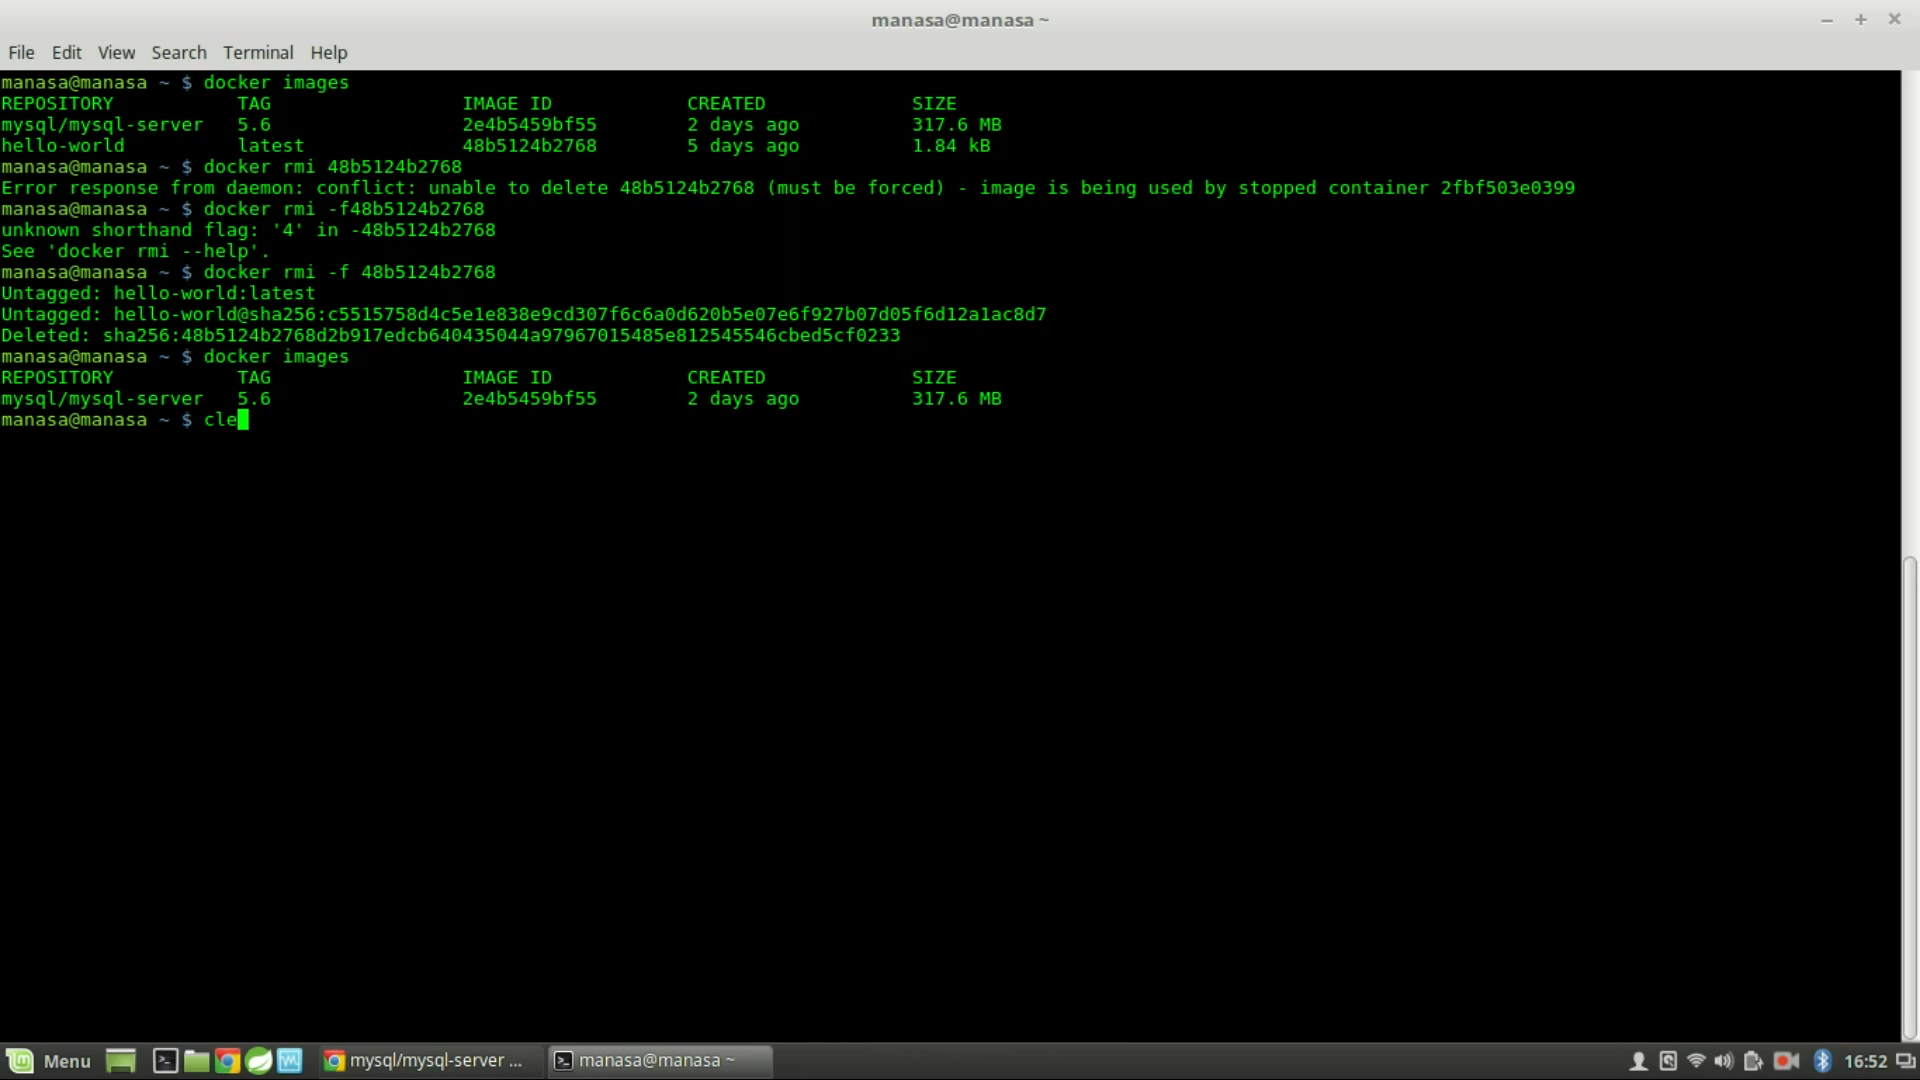 manasa@manasa ~
File Edit View Search Terminal Help
manasa@manasa ~ $ docker images
REPOSITORY TAG IMAGE ID CREATED SIZE
mysql/mysql-server 5.6 2e4b5459bf55 2 days ago 317.6 MB
hello-world latest 48b5124b2768 5 days ago 1.84 kB
manasa@manasa ~ $ docker rmi 48b5124b2768
Error response from daemon: conflict: unable to delete 48b5124b2768 (must be forced) - image is being used by stopped container 2fbf503e0399
manasa@manasa ~ $ docker rmi -f48b5124b2768
unknown shorthand flag: '4' in -48b5124b2768
See 'docker rmi --help'.
manasa@manasa ~ $ docker rmi -f 48b5124b2768
Untagged: hello-world:latest
Untagged: hello-world@sha256:c5515758d4c5e1e838e9cd307f6c6a0d620b5e07e6f927b07d05f6d12a1ac8d7
Deleted: sha256:48b5124b2768d2b917edcb640435044a97967015485e812545546cbed5cf0233
manasa@manasa ~ $ docker images
REPOSITORY TAG IMAGE ID CREATED SIZE
mysql/mysql-server 5.6 2e4b5459bf55 2 days ago 317.6 MB
manasa@manasa ~ $ cle
Menu mysql/mysql-server ... manasa@manasa ~ 16:52